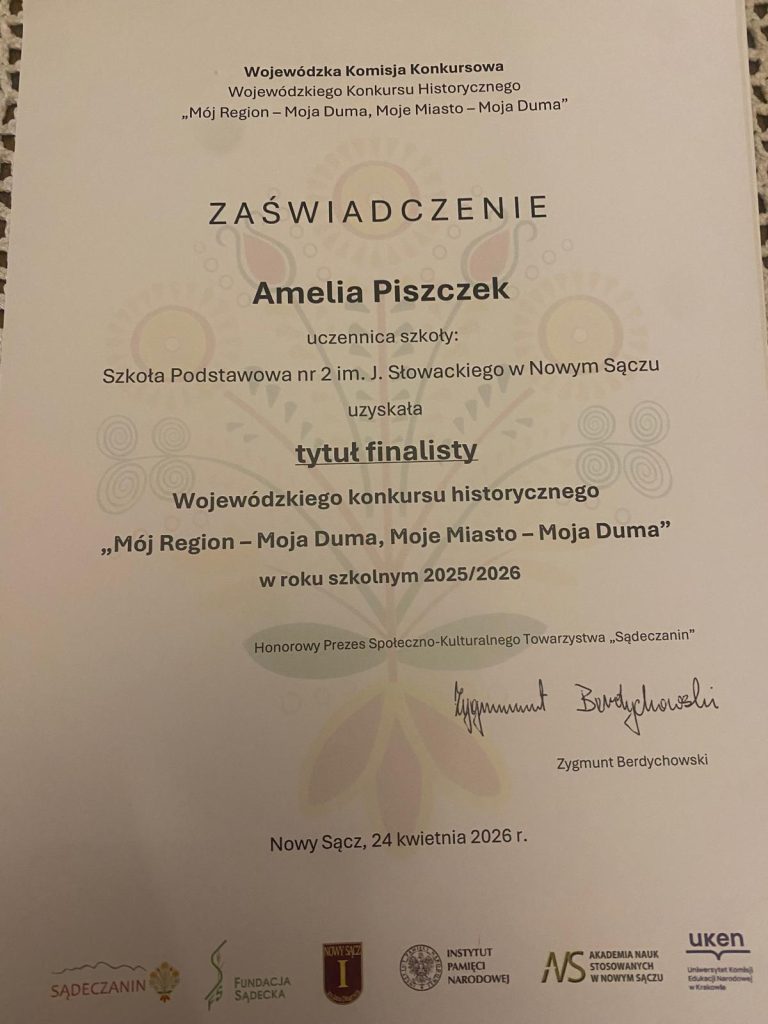 Wojewódzka Komisja Konkursowa
Wojewódzkiego Konkursu Historycznego
„Mój Region – Moja Duma, Moje Miasto – Moja Duma”
ZAŚWIADCZENIE
Amelia Piszczek
uczennica szkoły:
Szkoła Podstawowa nr 2 im. J. Słowackiego w Nowym Sączu
uzyskała
tytuł finalisty
Wojewódzkiego konkursu historycznego
„Mój Region – Moja Duma, Moje Miasto – Moja Duma”
w roku szkolnym 2025/2026
Honorowy Prezes Społeczno-Kulturalnego Towarzystwa „Sądeczanin”
Zygmunt Berdychowski
Zygmunt Berdychowski
Nowy Sącz, 24 kwietnia 2026 r.
SĄDECZANIN
FUNDACJA
SĄDECKA
NOWY SĄCZ
I
INSTYTUT
PAMIĘCI
NARODOWEJ
ANS
AKADEMIA NAUK
STOSOWANYCH
W NOWYM SĄCZU
uken
Uniwersytet Komisji
Edukacji Narodowej
w Krakowie